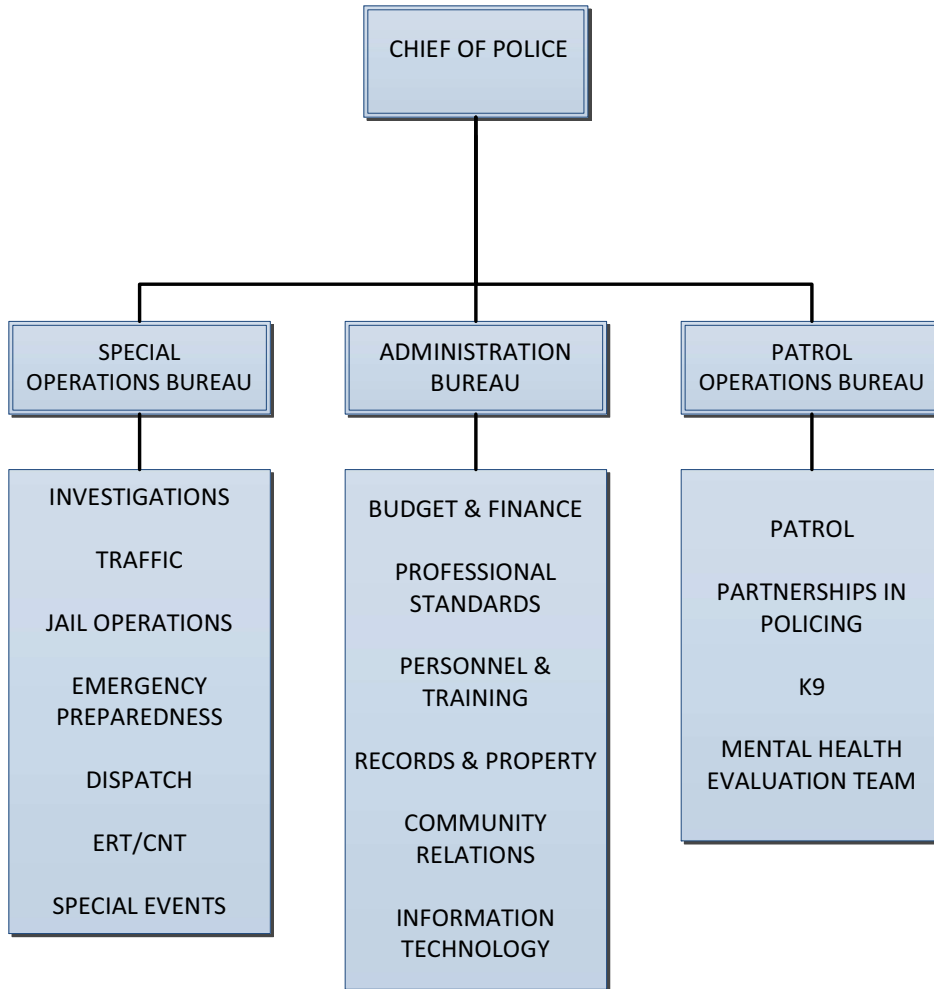 CHIEF OF POLICE
SPECIAL
OPERATIONS BUREAU
ADMINISTRATION
BUREAU
PATROL
OPERATIONS BUREAU
INVESTIGATIONS
TRAFFIC
JAIL OPERATIONS
EMERGENCY
PREPAREDNESS
DISPATCH
ERT/CNT
SPECIAL EVENTS
BUDGET & FINANCE
PROFESSIONAL
STANDARDS
PERSONNEL &
TRAINING
RECORDS & PROPERTY
COMMUNITY
RELATIONS
INFORMATION
TECHNOLOGY
PATROL
PARTNERSHIPS IN
POLICING
K9
MENTAL HEALTH
EVALUATION TEAM